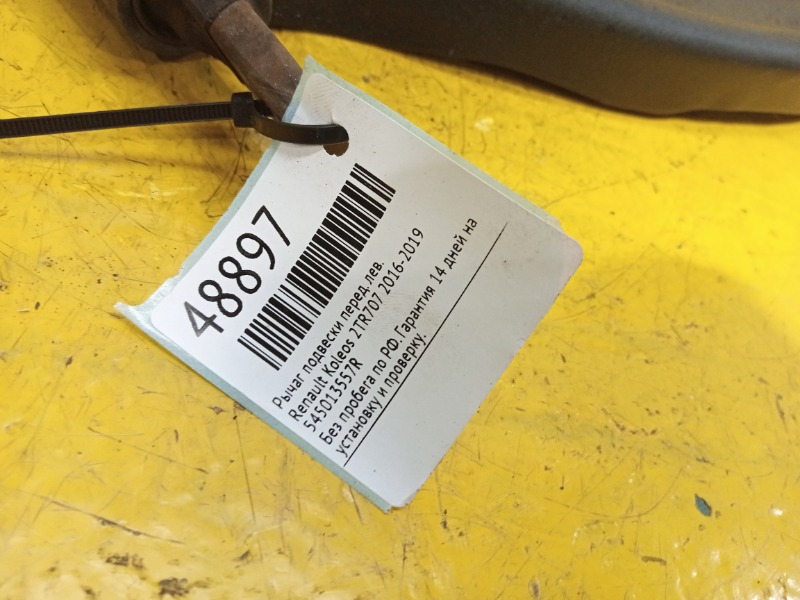 48897
Рычаг подвески перед.лев.
Renault Koleos 2TR707 2016-2019
545013557R
Без пробега по РФ.Гарантия 14 дней на
установку и проверку.